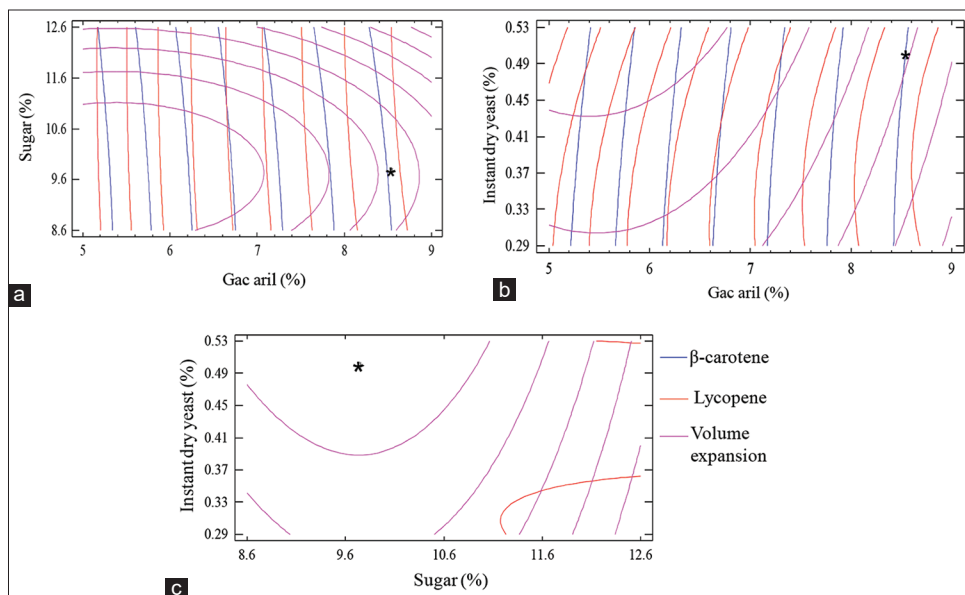 12.6
11.6
10.6
9.6
8.6
Sugar (%)
5 6 7 8 9
Gac aril (%)
a
0.53
0.49
0.45
0.41
0.37
0.33
0.29
Instant dry yeast (%)
5 6 7 8 9
Gac aril (%)
b
0.53
0.49
0.45
0.41
0.37
0.33
0.29
Instant dry yeast (%)
8.6 9.6 10.6 11.6 12.6
Sugar (%)
c
β-carotene
Lycopene
Volume
expansion